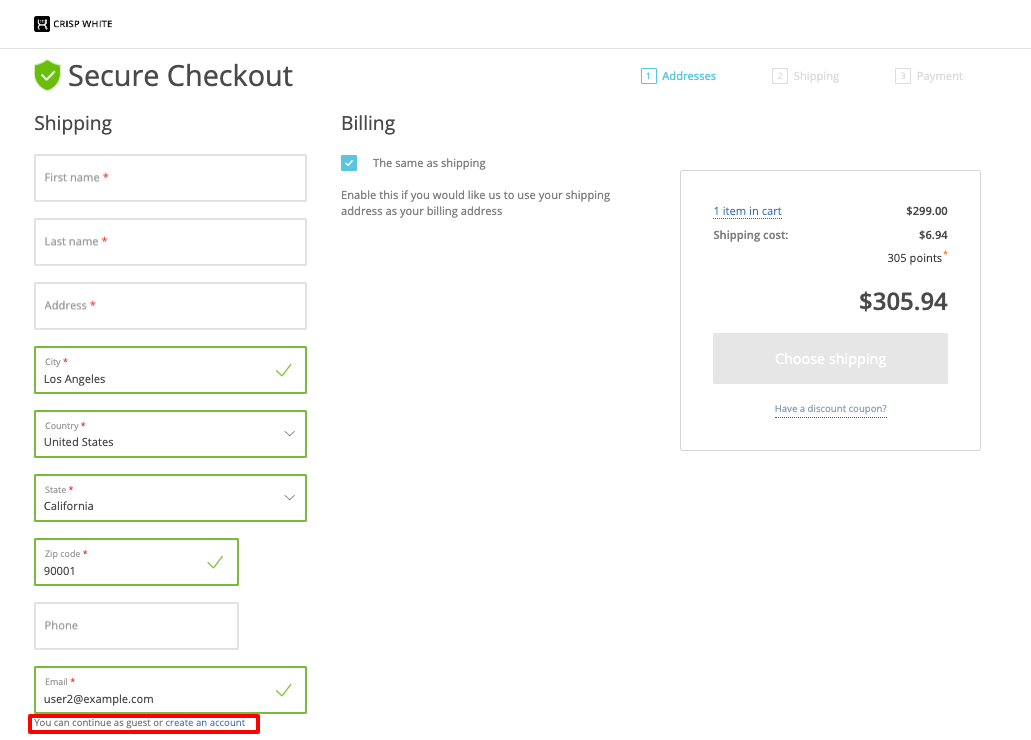 CRISP WHITE
Secure Checkout
1 Addresses
2 Shipping
3 Payment
Shipping
First name *
Last name *
Address *
City *
Los Angeles
Country *
United States
State *
California
Zip code *
90001
Phone
Email *
user2@example.com
You can continue as guest or create an account
Billing
The same as shipping
Enable this if you would like us to use your shipping
address as your billing address
1 item in cart $299.00
Shipping cost: $6.94
305 points*
$305.94
Choose shipping
Have a discount coupon?